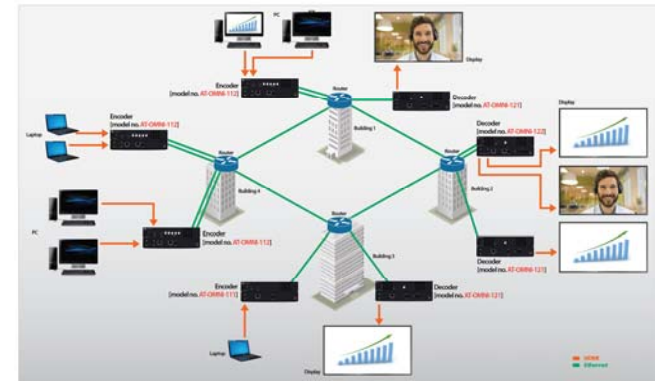 PC
Encoder
[model no. AT-OMNI-112]
Display
Router
Decoder
[model no. AT-OMNI-121]
Building 1
Encoder
[model no. AT-OMNI-112]
Laptop
Router
Building 4
Router
Building 2
Decoder
[model no. AT-OMNI-122]
Display
PC
Encoder
[model no. AT-OMNI-112]
Router
Building 3
Decoder
[model no. AT-OMNI-121]
Encoder
[model no. AT-OMNI-111]
Decoder
[model no. AT-OMNI-121]
Laptop
Display
HDMI
Ethernet